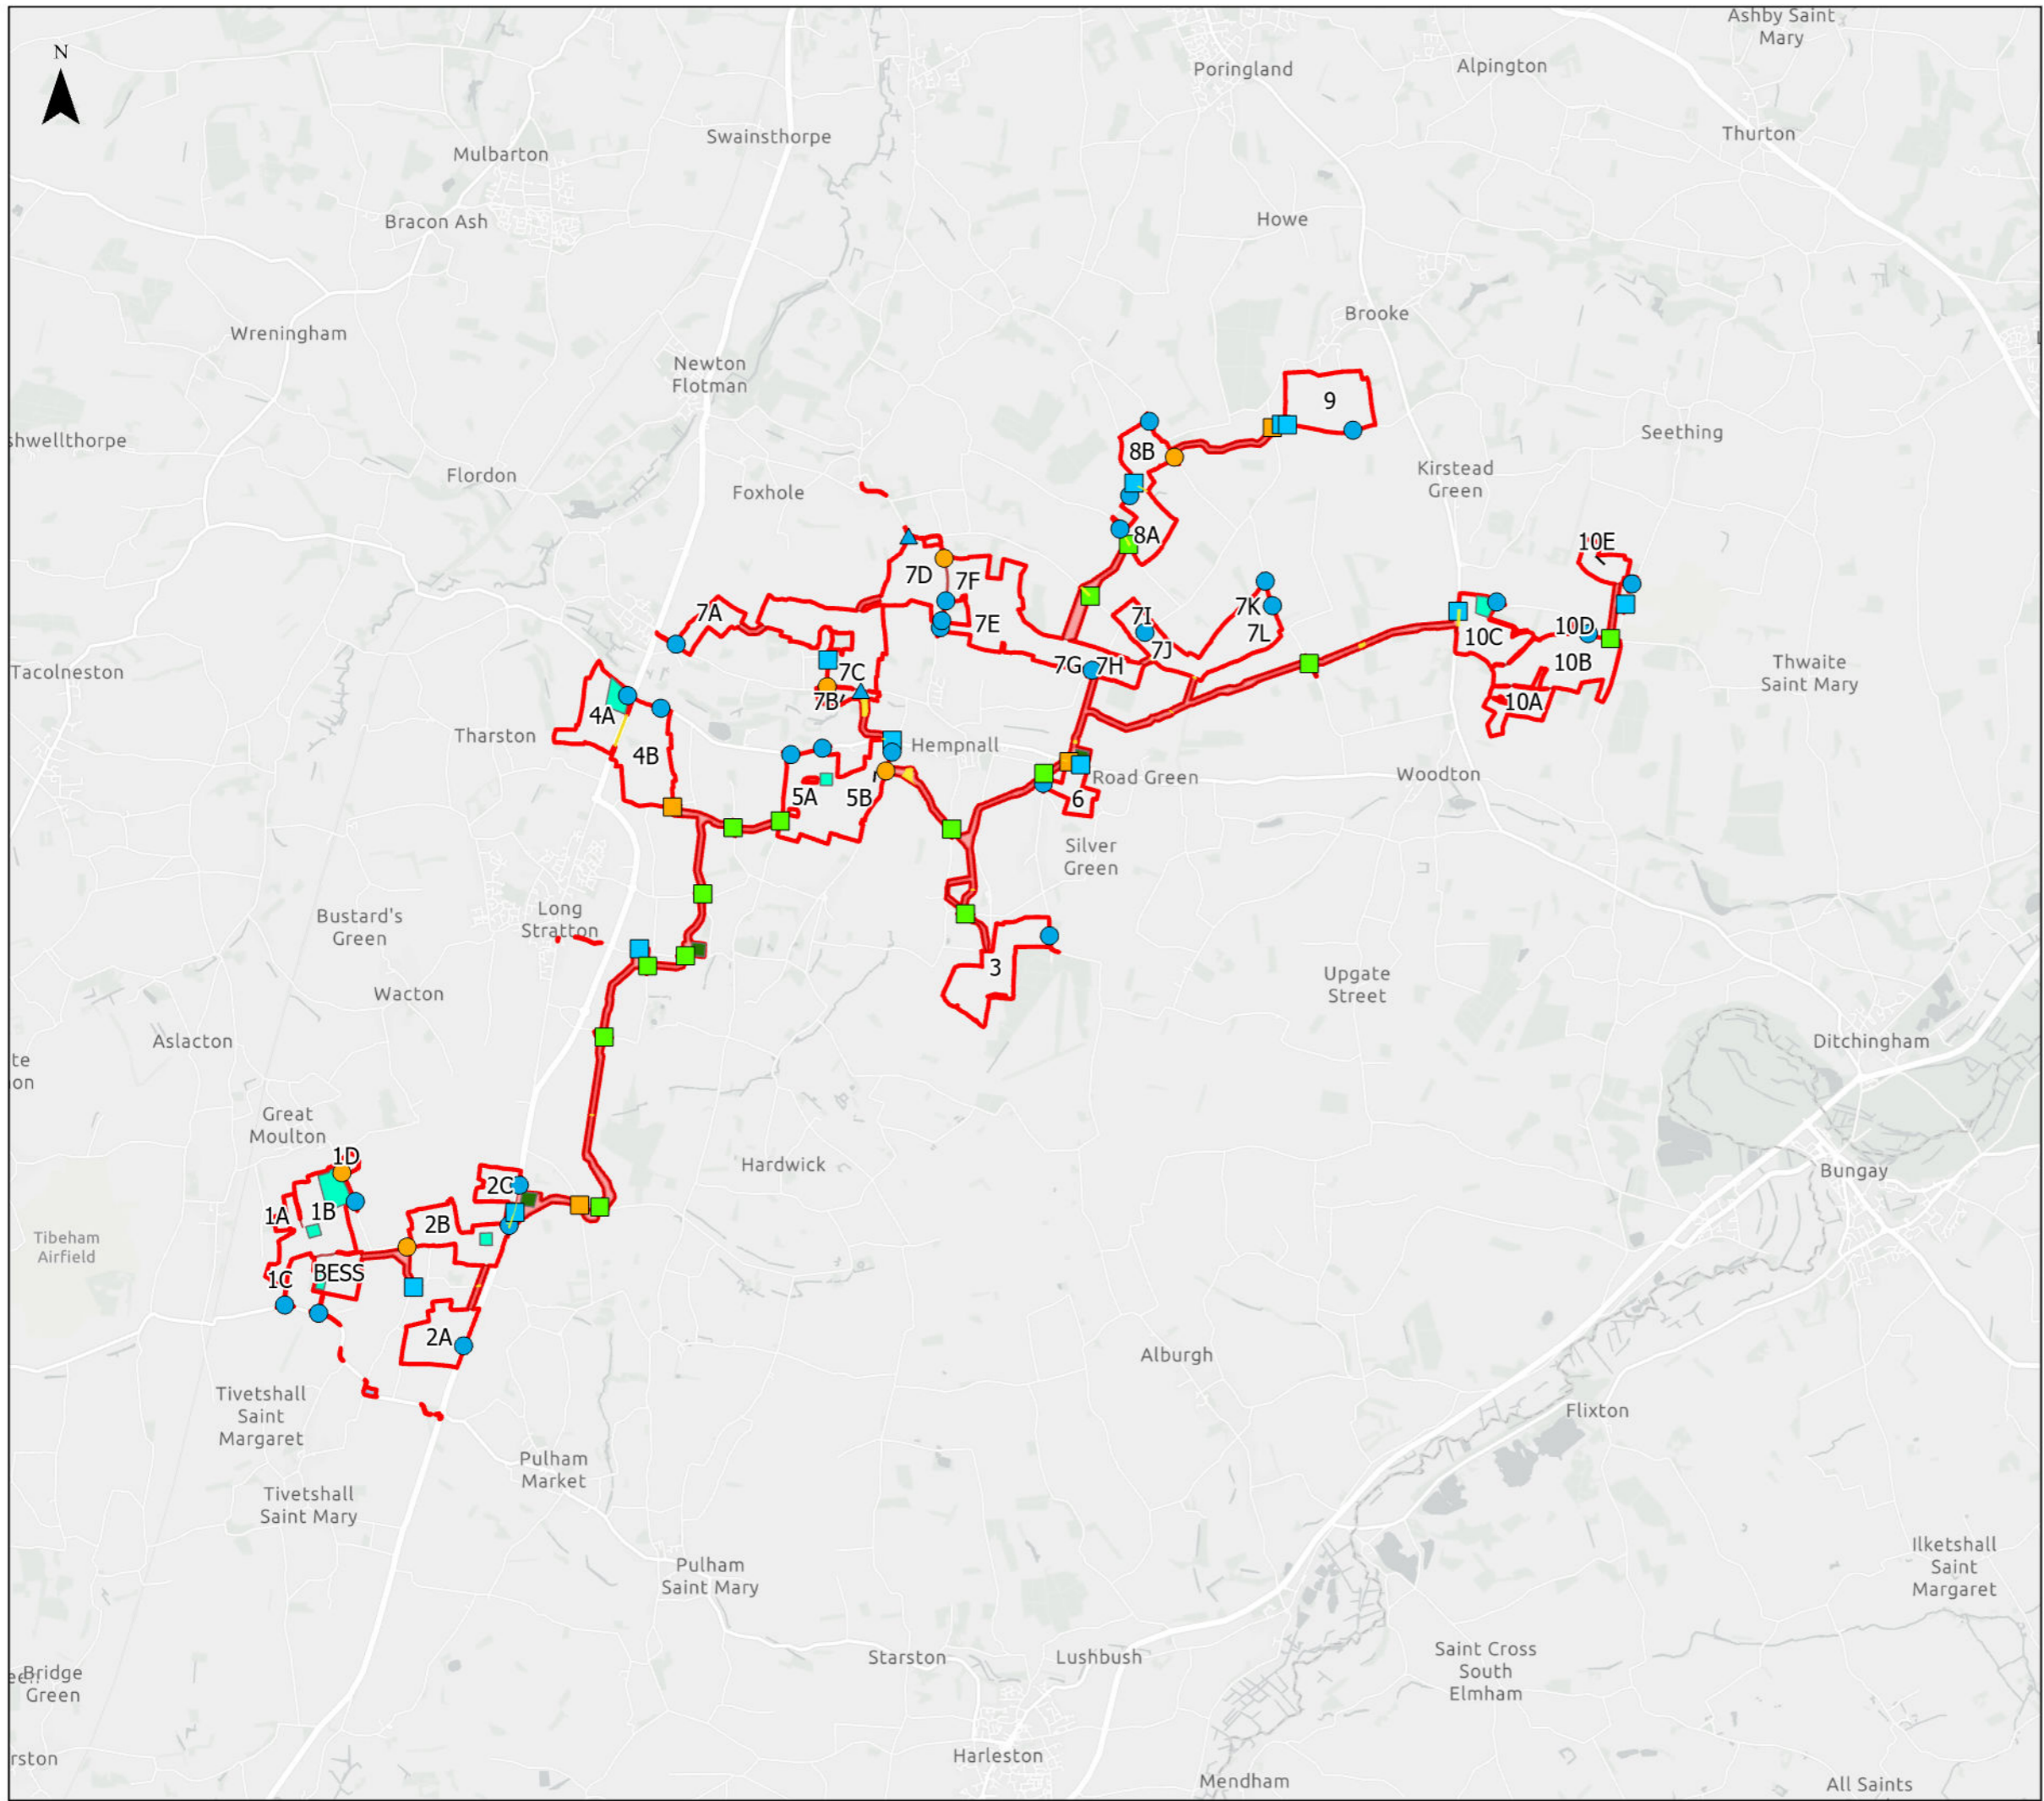 Ashby Saint
Mary
N
Poringland
Alpington
Swainsthorpe
Thurton
Mulbarton
Bracon Ash
Howe
Brooke
Wreningham
Newton
Flotman
9
shwellthorpe
Seething
8B
Flordon
Foxhole
Kirstead
Green
8A
10E
7D
7F
7A
7I
7K
7E
7L
10D
10C
7J
7G
7H
10B
Tacolneston
7C
Thwaite
Saint Mary
7B
10A
4A
Tharston
Hempnall
4B
Road Green
Woodton
5A
5B
6
Silver
Green
Bustard's
Green
Long
Stratton
3
Upgate
Street
Wacton
Aslacton
Ditchingham
te
on
Great
Moulton
1D
Hardwick
Bungay
2C
1A
1B
2B
Tibeham
Airfield
1C
BESS
2A
Alburgh
Tivetshall
Saint
Margaret
Flixton
Pulham
Market
Tivetshall
Saint Mary
Pulham
Saint Mary
Ilketshall
Saint
Margaret
Starston
Lushbush
Saint Cross
South
Elmham
Bridge
Green
rston
Harleston
Mendham
All Saints